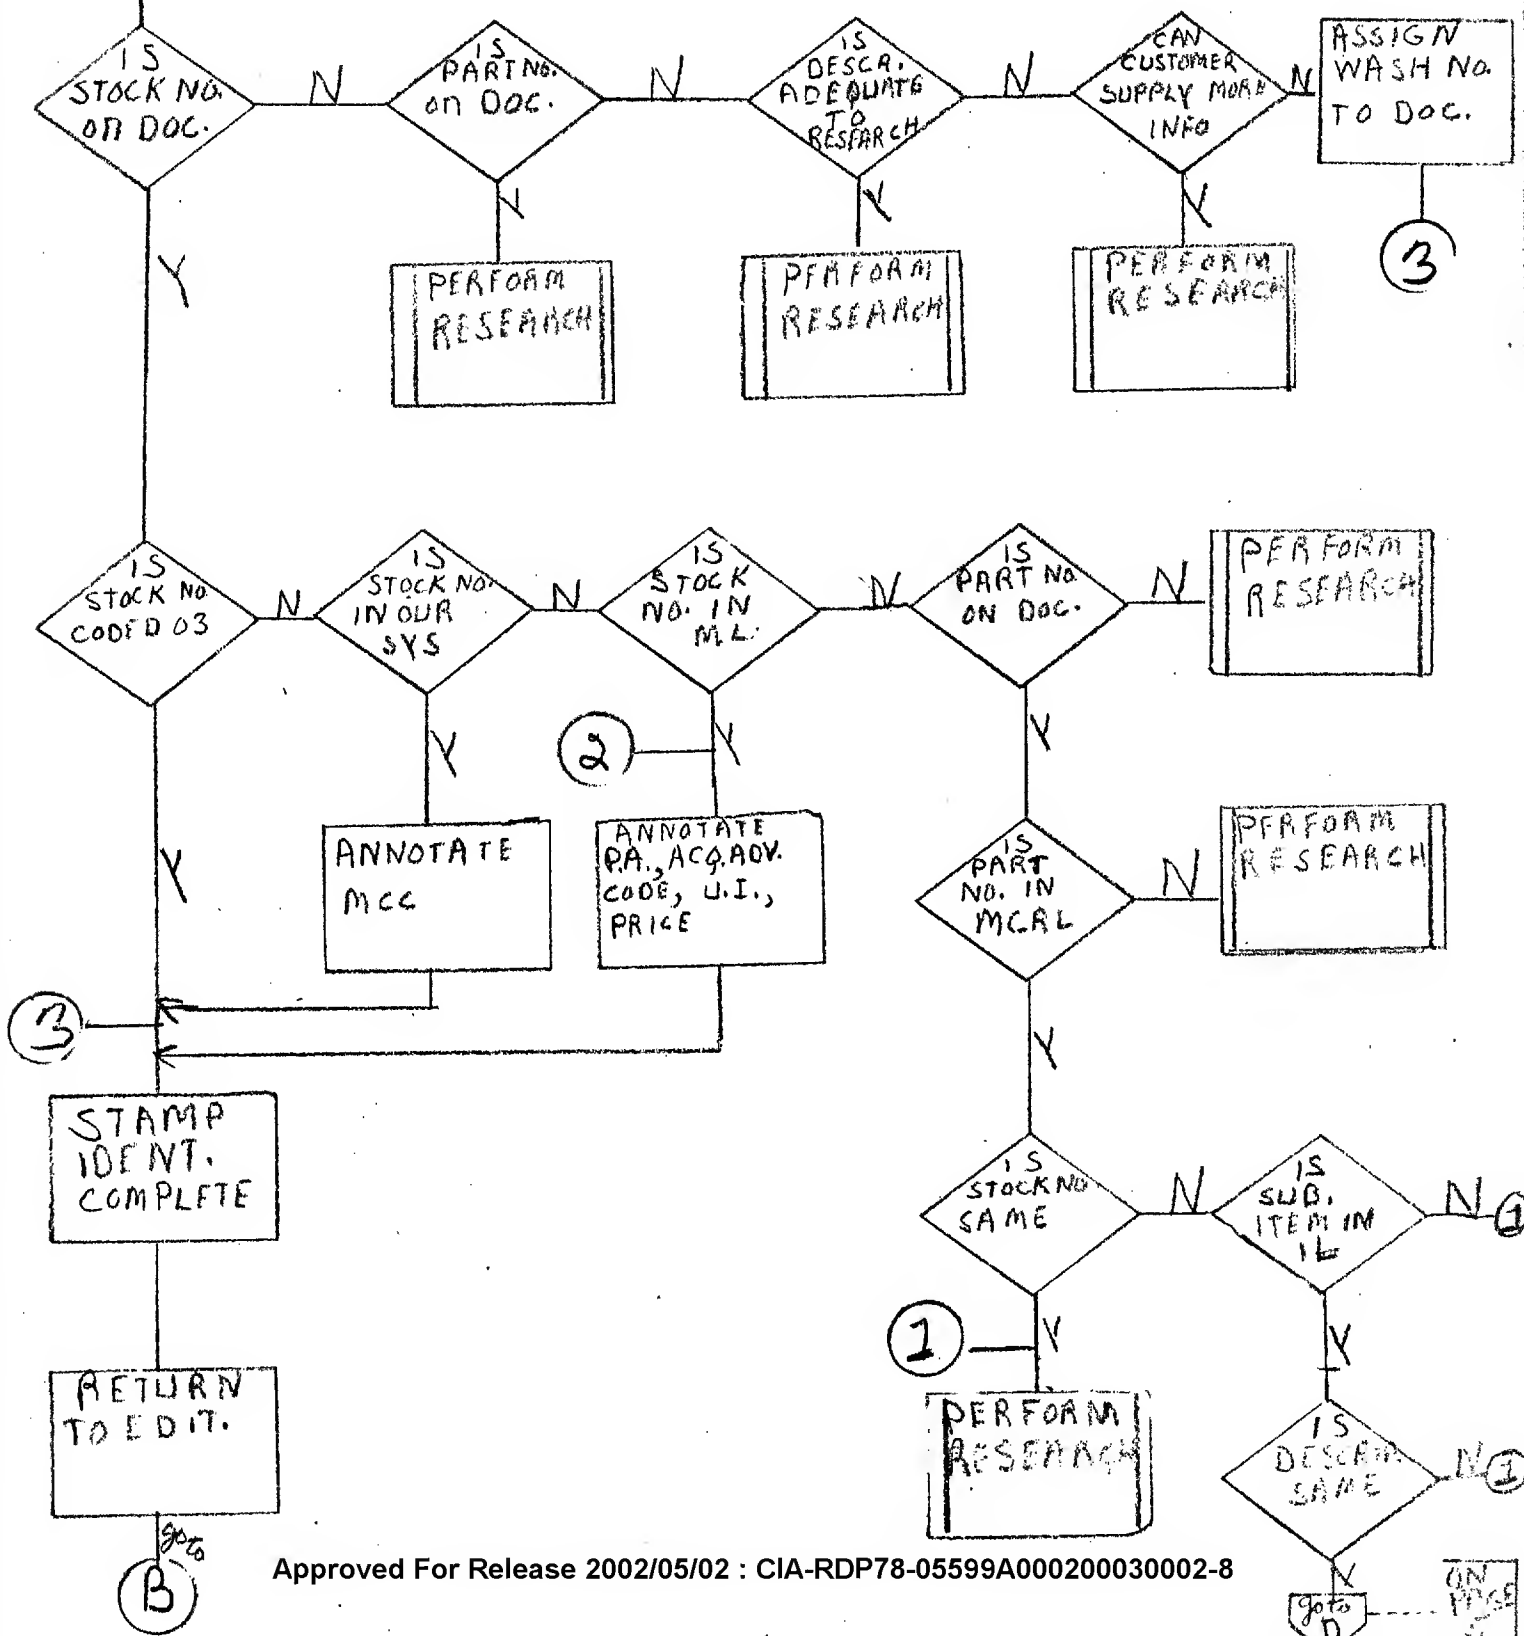 IS
STOCK NO.
on DOC.
N
IS
PART NO.
on DOC.
N
IS
DESCR.
ADEQUATE
TO
RESEARCH
N
CAN
CUSTOMER
SUPPLY MORE
INFO
N
ASSIGN
WASH NO.
TO DOC.
Y
Y
Y
Y
3
PERFORM
RESEARCH
PERFORM
RESEARCH
PERFORM
RESEARCH
IS
STOCK NO.
CODED 03
N
IS
STOCK NO.
IN OUR
SYS
N
IS
STOCK
NO. IN
M.L.
N
IS
PART NO.
ON DOC.
N
PERFORM
RESEARCH
Y
Y
2
Y
Y
ANNOTATE
MCC
ANNOTATE
P.A., ACQ. ADV.
CODE, U.I.,
PRICE
IS
PART
NO. IN
MCRL
N
PERFORM
RESEARCH
3
Y
STAMP
IDENT.
COMPLETE
IS
STOCK NO
SAME
N
IS
SUB.
ITEM IN
IL
N
1
1
Y
Y
RETURN
TO EDIT.
PERFORM
RESEARCH
IS
DESCR.
SAME
N
1
go to
B
Y
go to
D
ON
PAGE
Approved For Release 2002/05/02 : CIA-RDP78-05599A000200030002-8